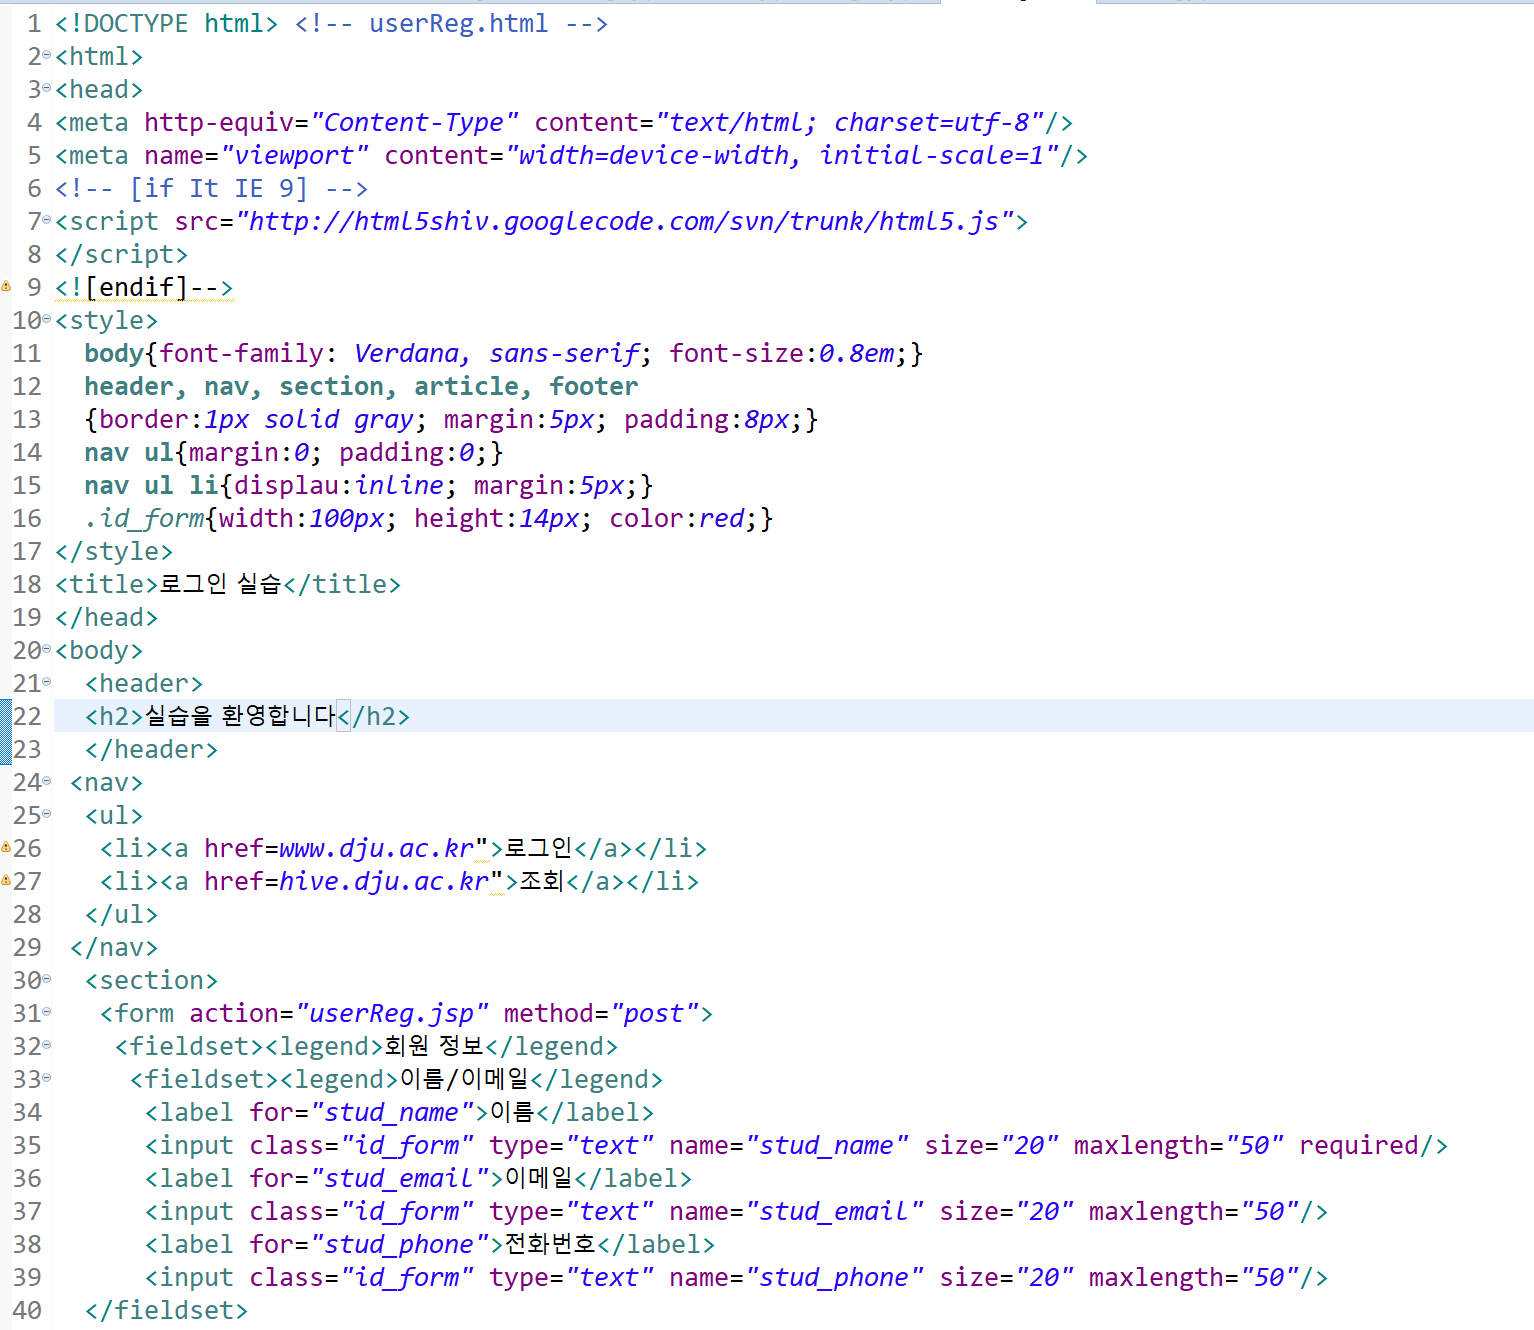 1 <!DOCTYPE html> <!-- userReg.html -->
2 <html>
3 <head>
4 <meta http-equiv="Content-Type" content="text/html; charset=utf-8"/>
5 <meta name="viewport" content="width=device-width, initial-scale=1"/>
6 <!-- [if It IE 9] -->
7 <script src="http://html5shiv.googlecode.com/svn/trunk/html5.js">
8 </script>
9 <![endif]-->
10 <style>
11   body{font-family: Verdana, sans-serif; font-size:0.8em;}
12   header, nav, section, article, footer
13   {border:1px solid gray; margin:5px; padding:8px;}
14   nav ul{margin:0; padding:0;}
15   nav ul li{displau:inline; margin:5px;}
16   .id_form{width:100px; height:14px; color:red;}
17 </style>
18 <title>로그인 실습</title>
19 </head>
20 <body>
21   <header>
22   <h2>실습을 환영합니다</h2>
23   </header>
24  <nav>
25   <ul>
26    <li><a href=www.dju.ac.kr">로그인</a></li>
27    <li><a href=hive.dju.ac.kr">조회</a></li>
28   </ul>
29  </nav>
30   <section>
31    <form action="userReg.jsp" method="post">
32     <fieldset><legend>회원 정보</legend>
33      <fieldset><legend>이름/이메일</legend>
34       <label for="stud_name">이름</label>
35       <input class="id_form" type="text" name="stud_name" size="20" maxlength="50" required/>
36       <label for="stud_email">이메일</label>
37       <input class="id_form" type="text" name="stud_email" size="20" maxlength="50"/>
38       <label for="stud_phone">전화번호</label>
39       <input class="id_form" type="text" name="stud_phone" size="20" maxlength="50"/>
40   </fieldset>